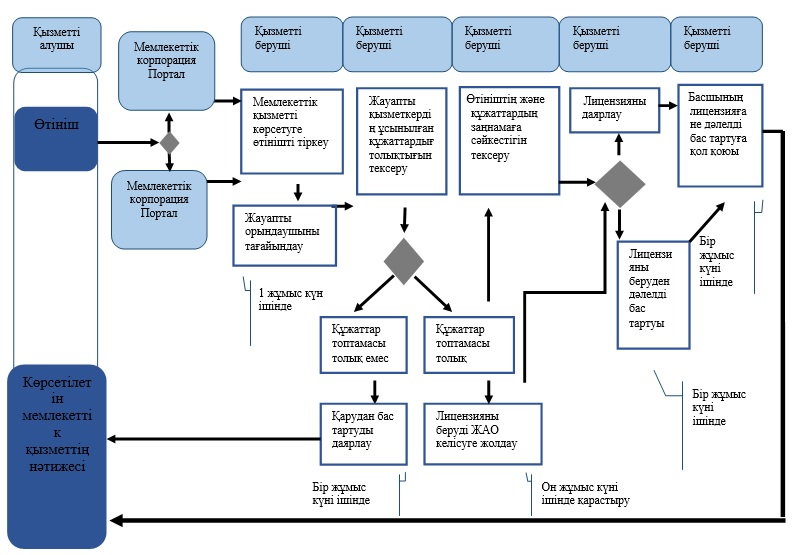 Қызметті
алушы
Мемлекеттік
корпорация
Портал
Қызметті
беруші
Қызметті
беруші
Қызметті
беруші
Қызметті
беруші
Қызметті
беруші
Өтініш
Мемлекеттік
корпорация
Портал
Мемлекеттік
қызметті
көрсетуге
өтінішті тіркеу
Жауапты
орындаушыны
тағайындау
1 жұмыс күн
ішінде
Жауапты
қызметкерді
ң ұсынылған
құжаттардың
толықтығын
тексеру
Өтініштің және
құжаттардың
заңнамаға
сәйкестігін
тексеру
Лицензияны
даярлау
Басшының
лицензияға
не дәлелді
бас тартуға
қол қоюы
Лицензи
яны
беруден
дәлелді
бас
тартуы
Бір
жұмыс
күні
ішінде
Құжаттар
топтамасы
толық емес
Құжаттар
топтамасы
толық
Көрсетілет
ін
мемлекетті
к
қызметтің
нәтижесі
Қарудан бас
тартуды
даярлау
Лицензияны
беруді ЖАО
келісуге жолдау
Бір жұмыс
күні
ішінде
Бір жұмыс
күні ішінде
Он жұмыс күні
ішінде қарастыру